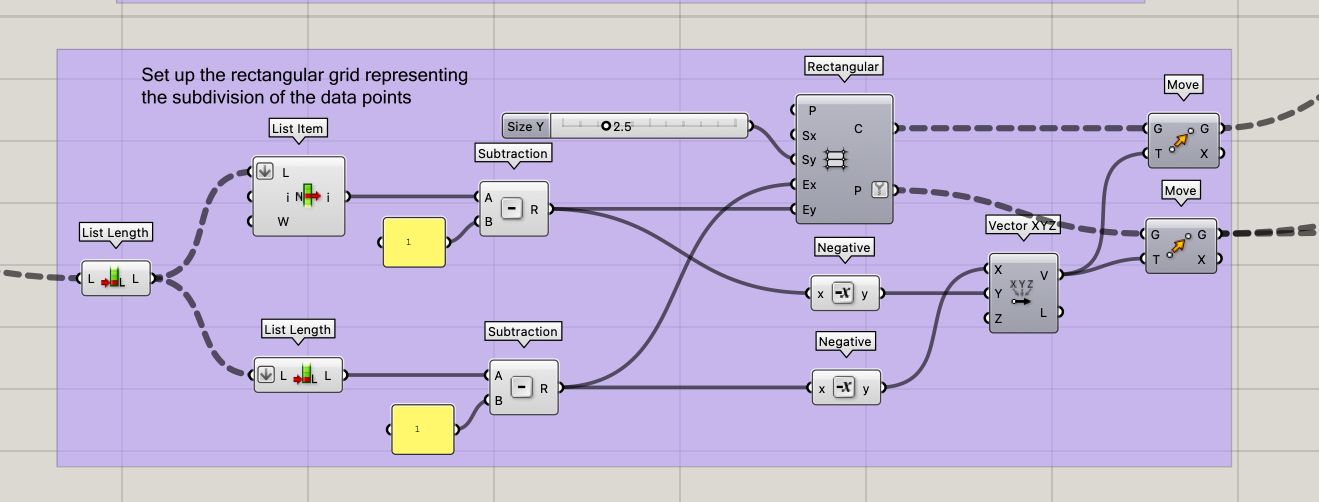 Set up the rectangular grid representing
the subdivision of the data points
Rectangular
Move
List Item
Size Y
2.5
P
Sx
Sy
Ex
Ey
C
P
G
T
G
X
Subtraction
L
i
W
N
i
A
B
R
1
Move
G
T
G
X
List Length
L
L
L
Negative
x
-x
y
Vector XYZ
X
Y
Z
XYZ
V
L
List Length
L
L
L
Subtraction
A
B
R
1
Negative
x
-x
y